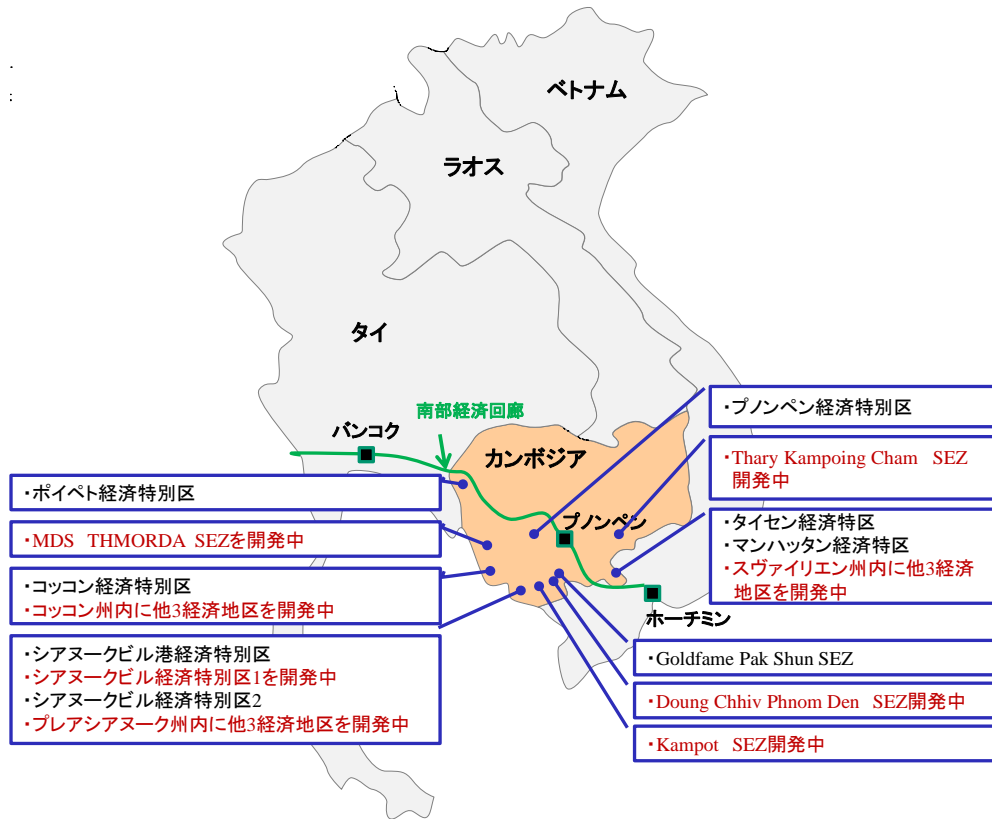 ベトナム
ラオス
タイ
南部経済回廊
バンコク
カンボジア
プノンペン
ホーチミン
・ポイペト経済特別区
・MDS THMORDA SEZを開発中
・コッコン経済特別区
・コッコン州内に他3経済地区を開発中
・シアヌークビル港経済特別区
・シアヌークビル経済特別区1を開発中
・シアヌークビル経済特別区2
・プレアシアヌーク州内に他3経済地区を開発中
・プノンペン経済特別区
・Thary Kampoing Cham SEZ
開発中
・タイセン経済特区
・マンハッタン経済特区
・スヴァイリエン州内に他3経済
地区を開発中
・Goldfame Pak Shun SEZ
・Doung Chhiv Phnom Den SEZ開発中
・Kampot SEZ開発中